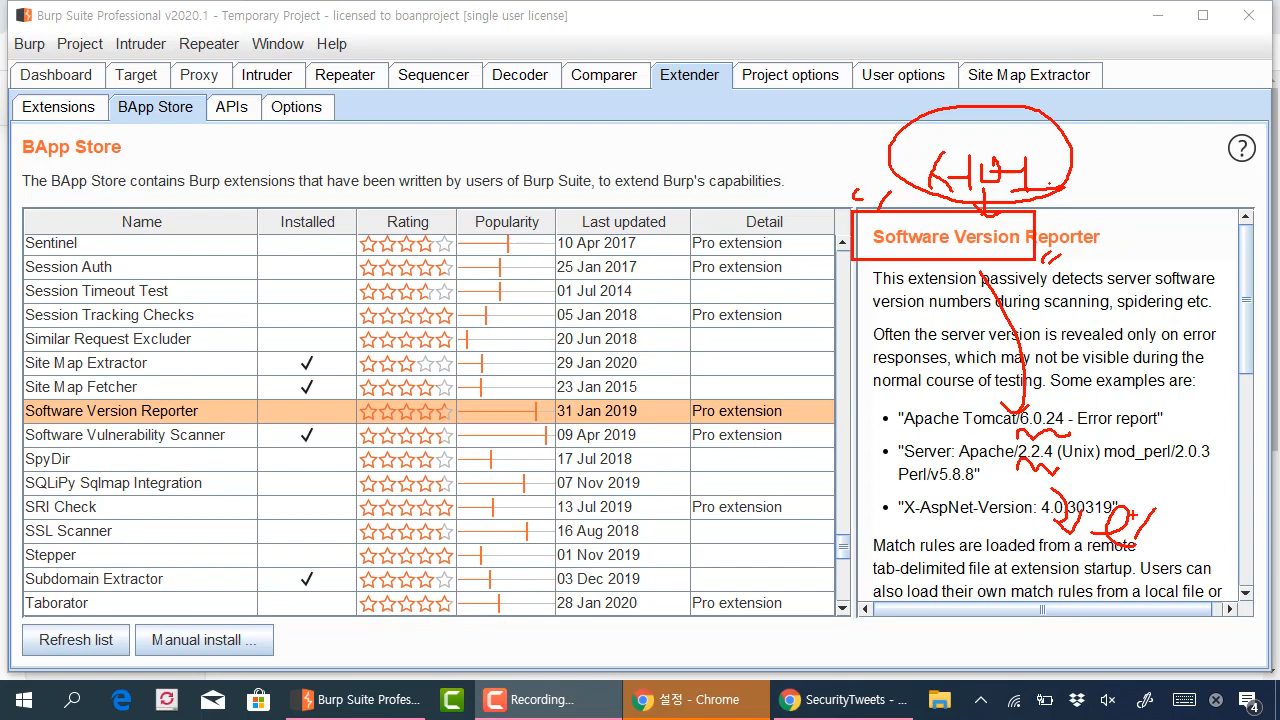 Burp Suite Professional v2020.1 - Temporary Project - licensed to boanproject [single user license]
Burp Project Intruder Repeater Window Help
Dashboard Target Proxy Intruder Repeater Sequencer Decoder Comparer Extender Project options User options Site Map Extractor
Extensions BApp Store APIs Options
BApp Store
?
The BApp Store contains Burp extensions that have been written by users of Burp Suite, to extend Burp's capabilities.
Name Installed Rating Popularity Last updated Detail
Sentinel 10 Apr 2017 Pro extension
Session Auth 25 Jan 2017 Pro extension
Session Timeout Test 01 Jul 2014
Session Tracking Checks 05 Jan 2018 Pro extension
Similar Request Excluder 20 Jun 2018
Site Map Extractor ✓ 29 Jan 2020
Site Map Fetcher ✓ 23 Jan 2015
Software Version Reporter 31 Jan 2019 Pro extension
Software Vulnerability Scanner ✓ 09 Apr 2019 Pro extension
SpyDir 17 Jul 2018
SQLiPy Sqlmap Integration 07 Nov 2019
SRI Check 13 Jul 2019 Pro extension
SSL Scanner 16 Aug 2018
Stepper 01 Nov 2019
Subdomain Extractor ✓ 03 Dec 2019
Taborator 28 Jan 2020 Pro extension
Refresh list Manual install ...
Software Version Reporter
This extension passively detects server software
version numbers during scanning, spidering etc.
Often the server version is revealed only on error
responses, which may not be visible during the
normal course of testing. Some examples are:
• "Apache Tomcat/6.0.24 - Error report"
• "Server: Apache/2.2.4 (Unix) mod_perl/2.0.3
Perl/v5.8.8"
• "X-AspNet-Version: 4.0.30319"
Match rules are loaded from a remote
tab-delimited file at extension startup. Users can
also load their own match rules from a local file or
Burp Suite Profes... Recording... 설정 - Chrome SecurityTweets - ... 4